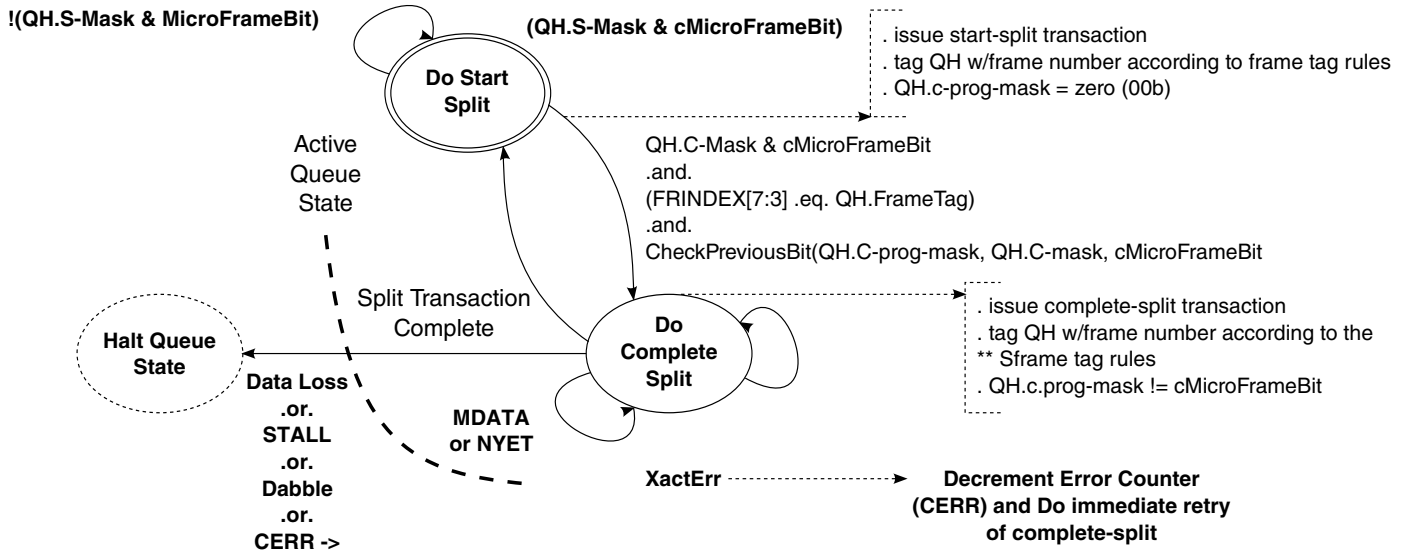 !(QH.S-Mask & MicroFrameBit)
(QH.S-Mask & cMicroFrameBit)
. issue start-split transaction
. tag QH w/frame number according to frame tag rules
. QH.c-prog-mask = zero (00b)
Do Start
Split
Active
Queue
State
QH.C-Mask & cMicroFrameBit
.and.
(FRINDEX[7:3] .eq. QH.FrameTag)
.and.
CheckPreviousBit(QH.C-prog-mask, QH.C-mask, cMicroFrameBit
Split Transaction
Complete
Halt Queue
State
Do
Complete
Split
. issue complete-split transaction
. tag QH w/frame number according to the
** Sframe tag rules
. QH.c.prog-mask != cMicroFrameBit
Data Loss
.or.
STALL
.or.
Dabble
.or.
CERR ->
MDATA
or NYET
XactErr
Decrement Error Counter
(CERR) and Do immediate retry
of complete-split